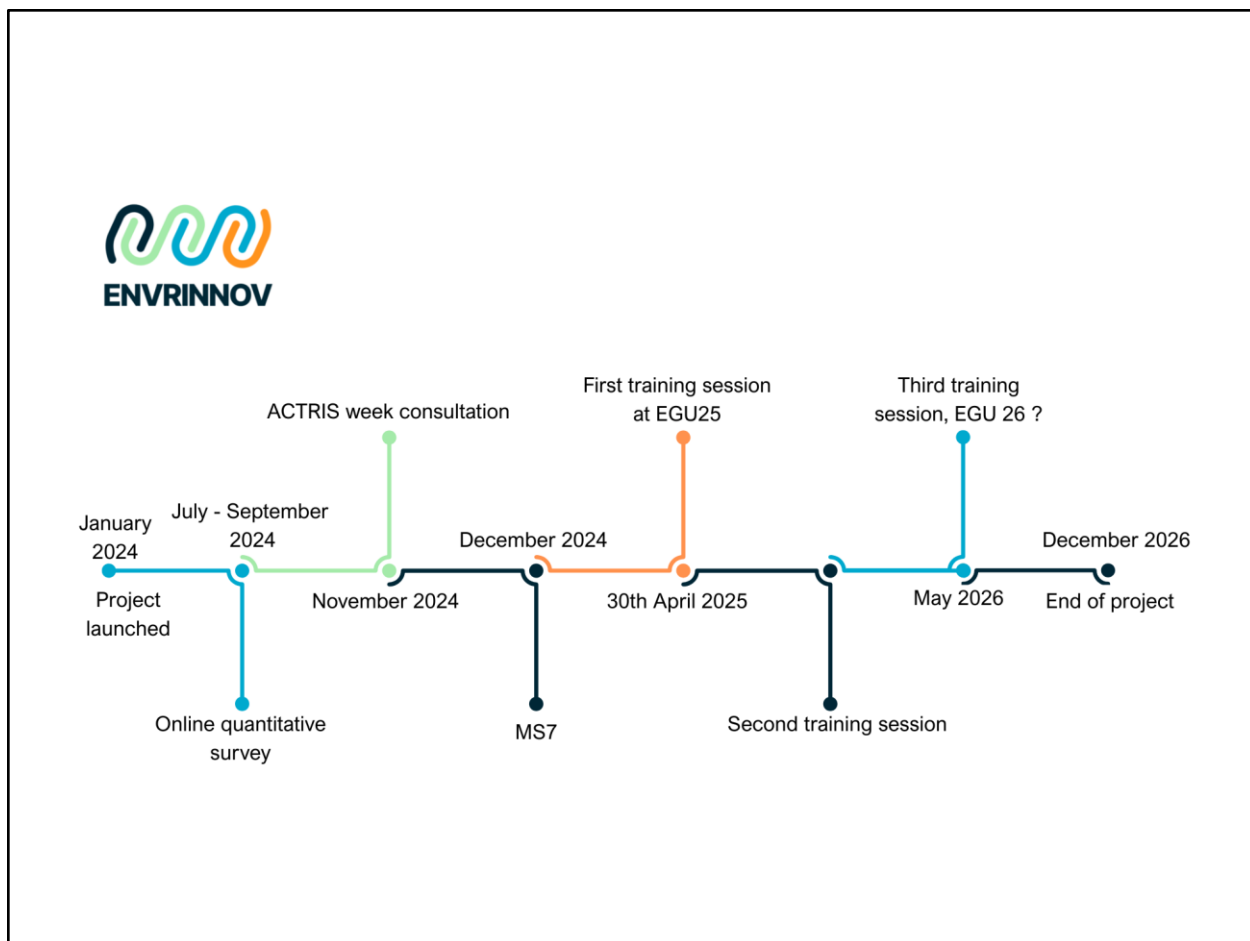 ENVRINNOV
January
2024
Project
launched
July - September
2024
Online quantitative
survey
ACTRIS week consultation
November 2024
December 2024
MS7
First training session
at EGU25
30th April 2025
Second training session
Third training
session, EGU 26 ?
May 2026
December 2026
End of project